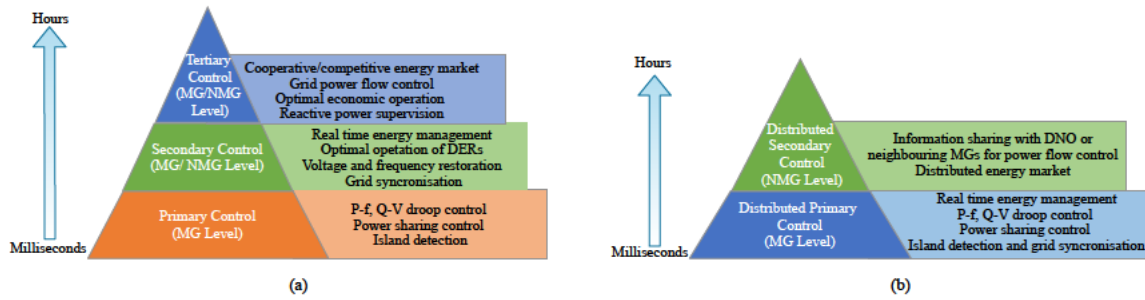 Hours
Tertiary
Control
(MG/NMG
Level)
Cooperative/competitive energy market
Grid power flow control
Optimal economic operation
Reactive power supervision
Secondary Control
(MG/ NMG Level)
Real time energy management
Optimal opetation of DERs
Voltage and frequency restoration
Grid syncronisation
Primary Control
(MG Level)
P-f, Q-V droop control
Power sharing control
Island detection
Milliseconds
(a)
Hours
Distributed
Secondary
Control
(NMG Level)
Information sharing with DNO or
neighbouring MGs for power flow control
Distributed energy market
Distributed Primary
Control
(MG Level)
Real time energy management
P-f, Q-V droop control
Power sharing control
Island detection and grid syncronisation
Milliseconds
(b)